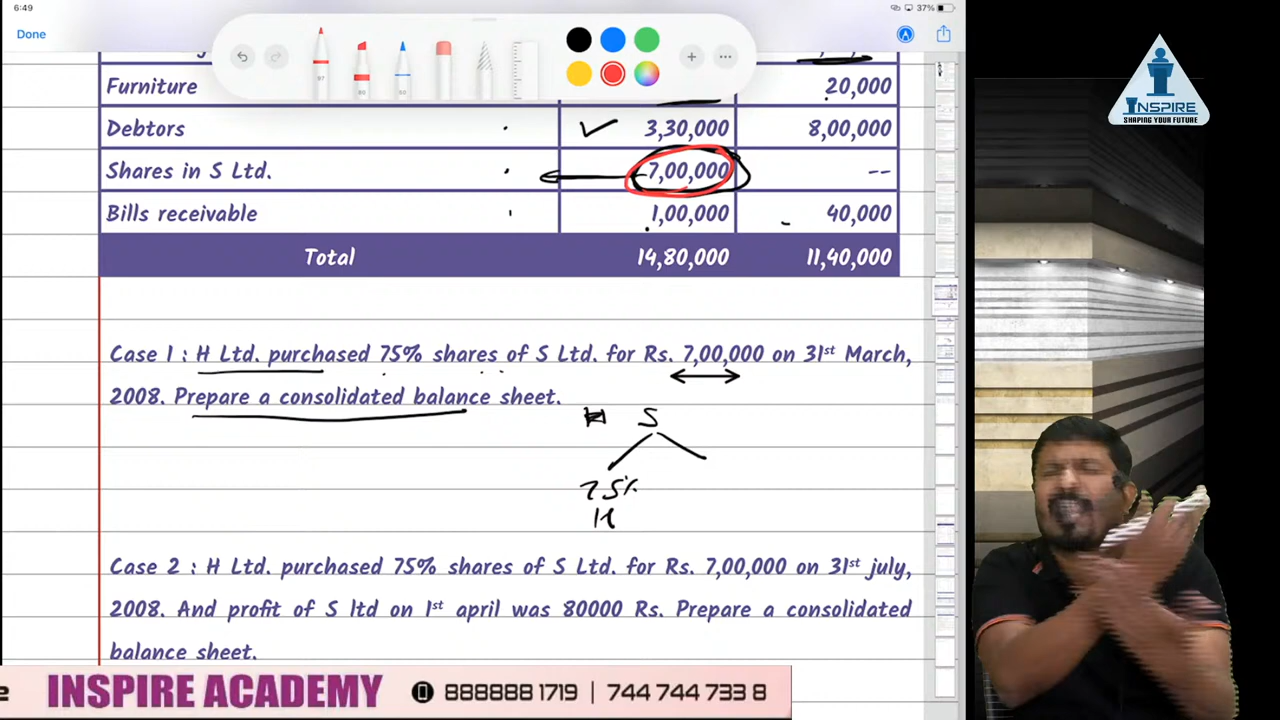 6:49
37%
Done
97
80
50
Furniture 20,000
Debtors 3,30,000 8,00,000
Shares in S Ltd. 7,00,000 --
Bills receivable 1,00,000 40,000
Total 14,80,000 11,40,000
Case 1 : H Ltd. purchased 75% shares of S Ltd. for Rs. 7,00,000 on 31st March,
2008. Prepare a consolidated balance sheet.
S
75%
H
Case 2 : H Ltd. purchased 75% shares of S Ltd. for Rs. 7,00,000 on 31st july,
2008. And profit of S ltd on 1st april was 80000 Rs. Prepare a consolidated
balance sheet.
INSPIRE ACADEMY 888888 1719 | 744 744 733 8
INSPIRE
SHAPING YOUR FUTURE